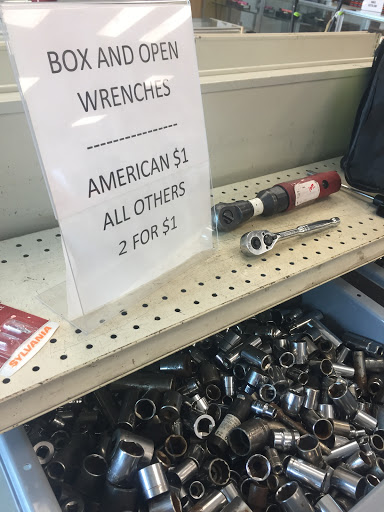 BOX AND OPEN
WRENCHES
----------------
AMERICAN $1
ALL OTHERS
2 FOR $1
SYLVANIA